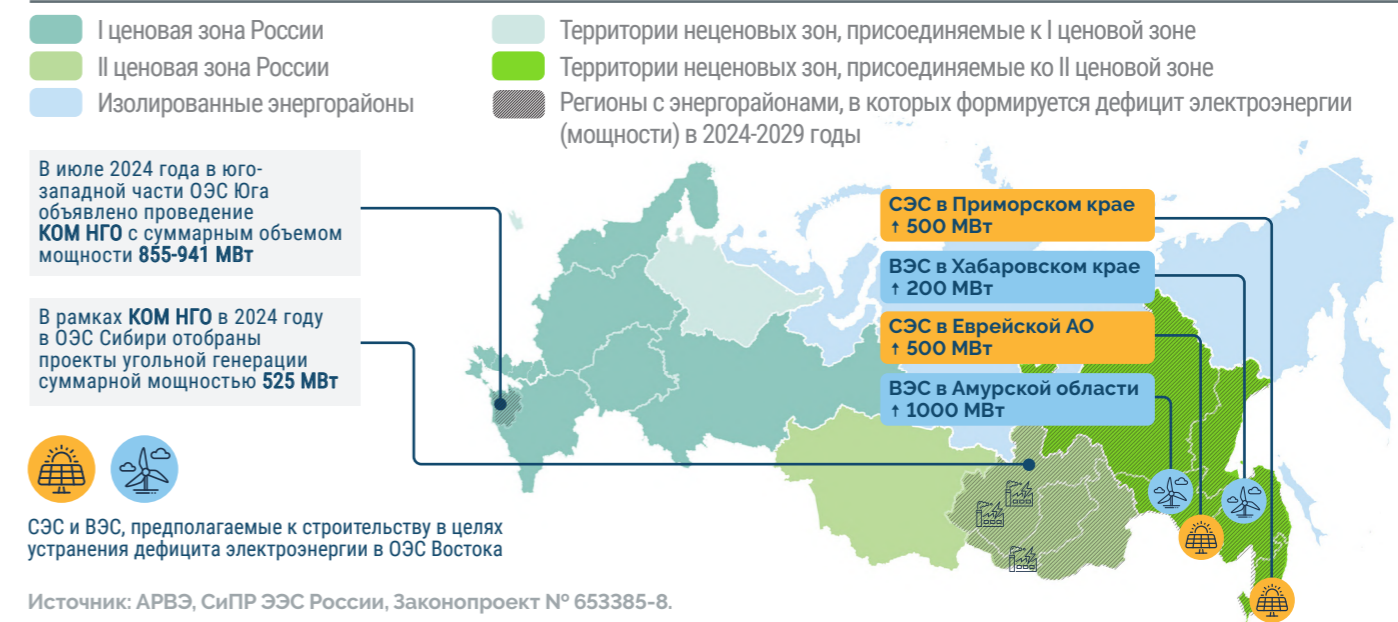 I ценовая зона России
II ценовая зона России
Изолированные энергорайоны
Территории неценовых зон, присоединяемые к I ценовой зоне
Территории неценовых зон, присоединяемые ко II ценовой зоне
Регионы с энергорайонами, в которых формируется дефицит электроэнергии
(мощности) в 2024-2029 годы
В июле 2024 года в юго-
западной части ОЭС Юга
объявлено проведение
КОМ НГО с суммарным объемом
мощности 855-941 МВт
В рамках КОМ НГО в 2024 году
в ОЭС Сибири отобраны
проекты угольной генерации
суммарной мощностью 525 МВт
СЭС в Приморском крае
↑ 500 МВт
ВЭС в Хабаровском крае
↑ 200 МВт
СЭС в Еврейской АО
↑ 500 МВт
ВЭС в Амурской области
↑ 1000 МВт
СЭС и ВЭС, предполагаемые к строительству в целях
устранения дефицита электроэнергии в ОЭС Востока
Источник: АРВЭ, СиПР ЭЭС России, Законопроект № 653385-8.